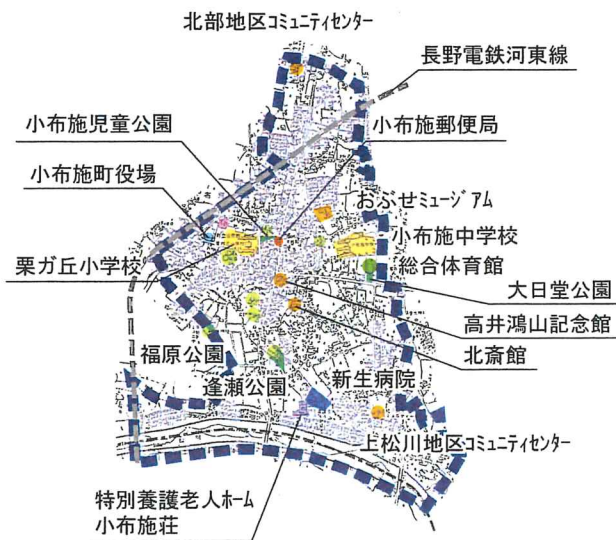 北部地区コミュニティセンター
長野電鉄河東線
小布施児童公園
小布施郵便局
小布施町役場
おぶせミュージアム
小布施中学校
栗ガ丘小学校
総合体育館
大日堂公園
高井鴻山記念館
北斎館
福原公園
逢瀬公園
新生病院
上松川地区コミュニティセンター
特別養護老人ホーム
小布施荘